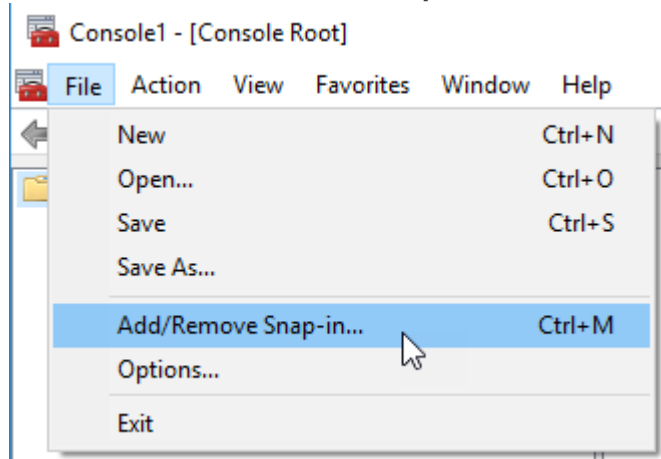 Console1 - [Console Root]
File Action View Favorites Window Help
New Ctrl+N
Open... Ctrl+O
Save Ctrl+S
Save As...
Add/Remove Snap-in... Ctrl+M
Options...
Exit